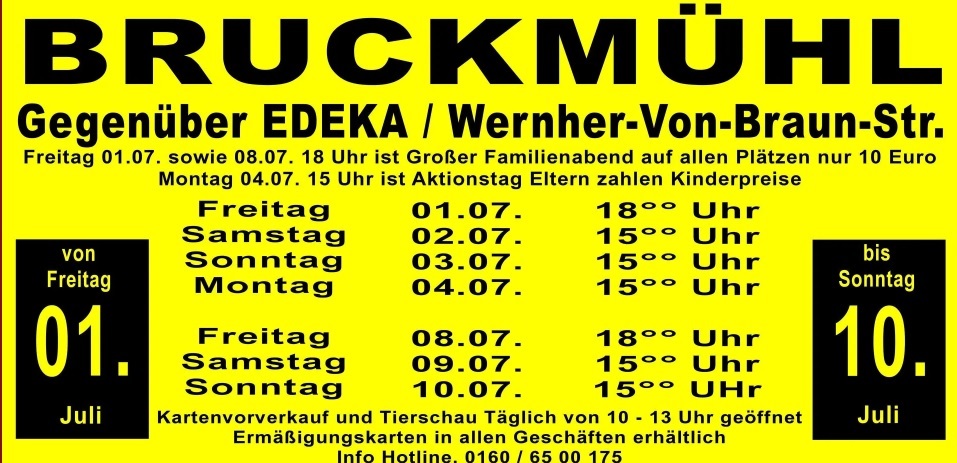 BRUCKMÜHL
Gegenüber EDEKA / Wernher-Von-Braun-Str.
Freitag 01.07. sowie 08.07. 18 Uhr ist Großer Familienabend auf allen Plätzen nur 10 Euro
Montag 04.07. 15 Uhr ist Aktionstag Eltern zahlen Kinderpreise
Freitag 01.07. 18°° Uhr
Samstag 02.07. 15°° Uhr
Sonntag 03.07. 15°° Uhr
Montag 04.07. 15°° Uhr
Freitag 08.07. 18°° Uhr
Samstag 09.07. 15°° Uhr
Sonntag 10.07. 15°° UHr
von
Freitag
01.
Juli
bis
Sonntag
10.
Juli
Kartenvorverkauf und Tierschau Täglich von 10 - 13 Uhr geöffnet
Ermäßigungskarten in allen Geschäften erhältlich
Info Hotline. 0160 / 65 00 175